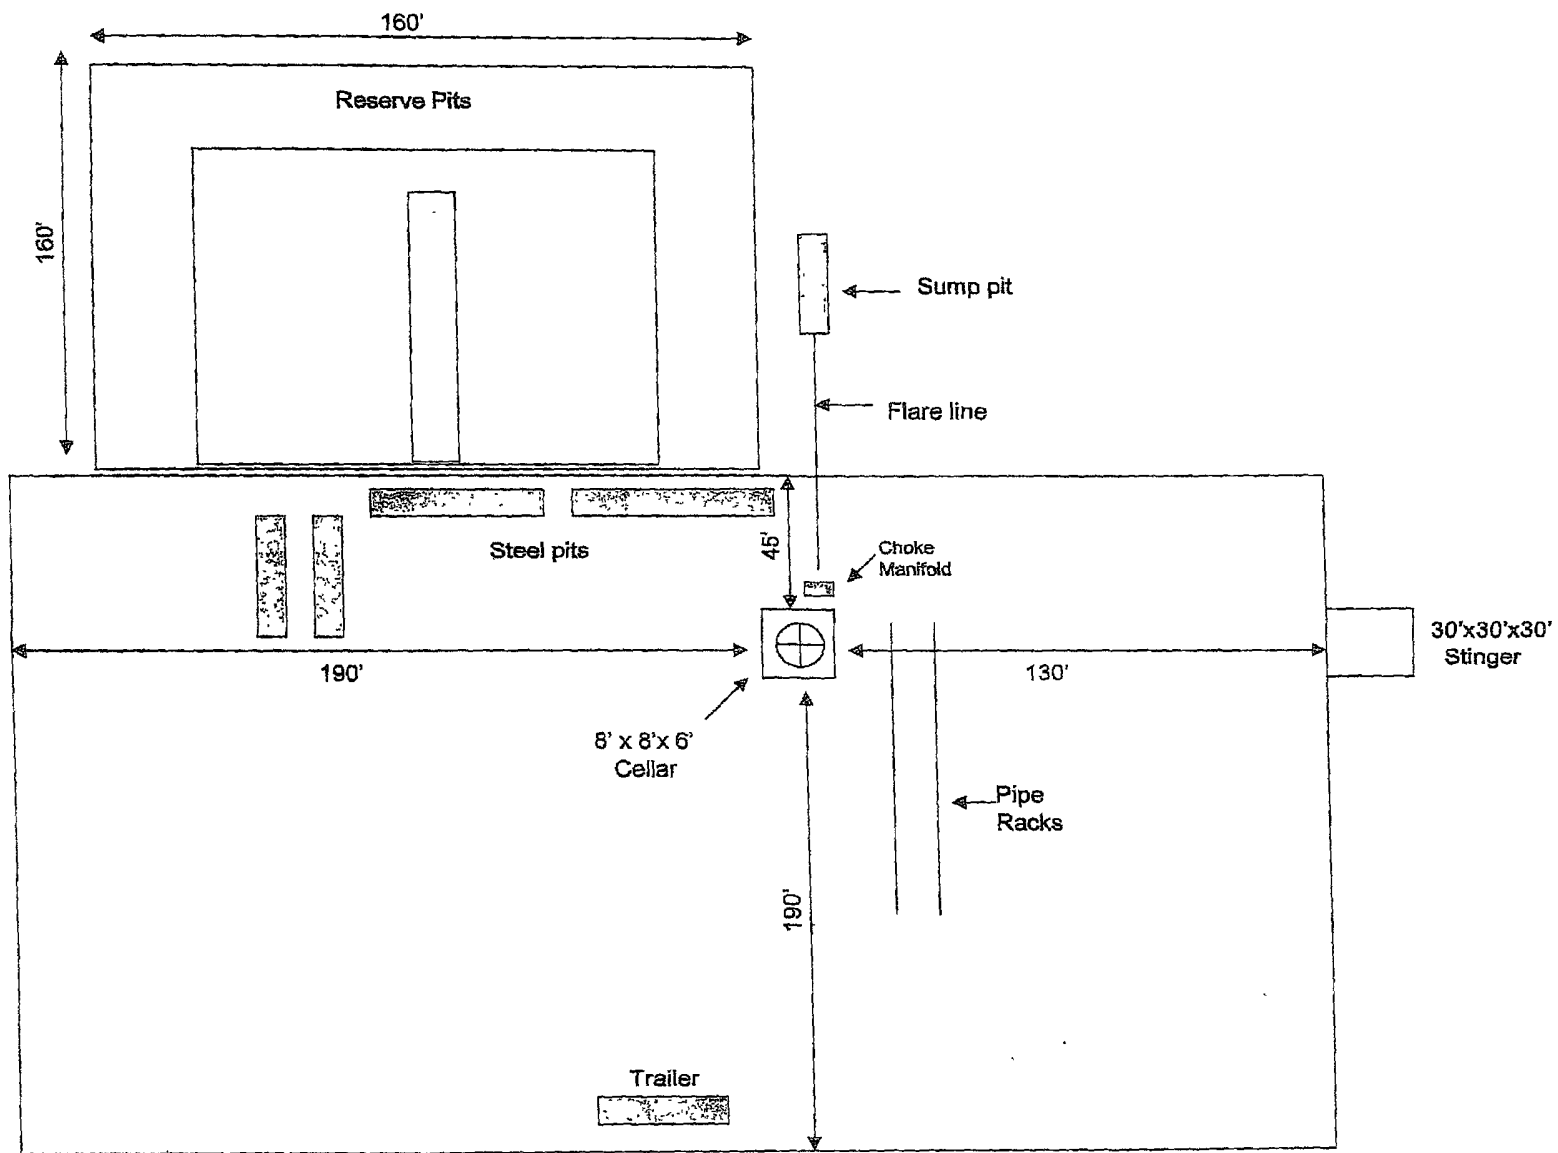 160'
Reserve Pits
160'
Sump pit
Flare line
45'
Choke
Manifold
Steel pits
190'
130'
30'x30'x30'
Stinger
8' x 8'x 6'
Cellar
Pipe
Racks
190'
Trailer